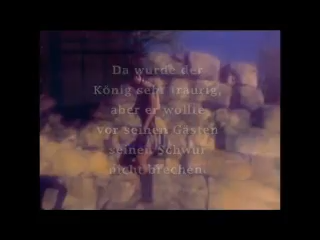 Da wurde der
König sehr traurig,
aber er wollte
vor seinen Gästen
seinen Schwur
nicht brechen.